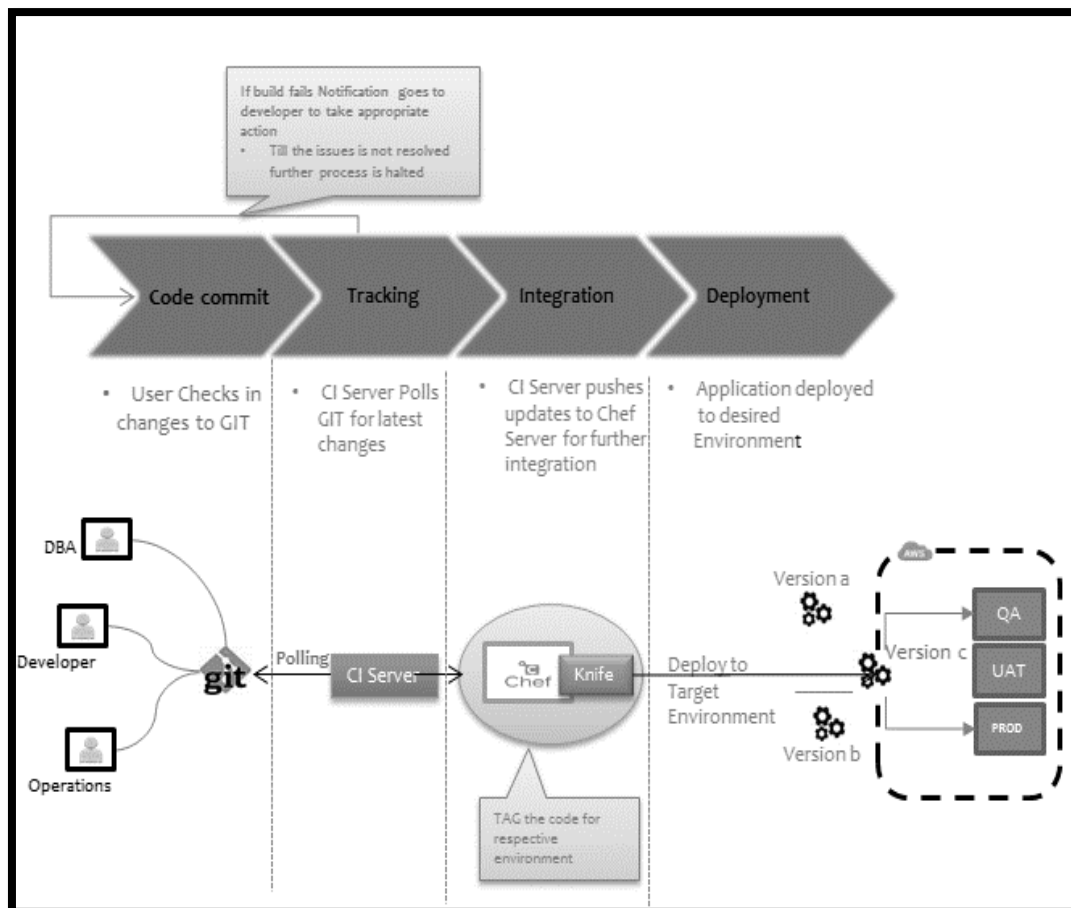 If build fails Notification goes to
developer to take appropriate
action
• Till the issues is not resolved
further process is halted
Code commit
Tracking
Integration
Deployment
• User Checks in
changes to GIT
• CI Server Polls
GIT for latest
changes
• CI Server pushes
updates to Chef
Server for further
integration
• Application deployed
to desired
Environment
DBA
Developer
Operations
git
Polling
CI Server
Chef
Knife
Deploy to
Target
Environment
Version a
Version c
Version b
AWS
QA
UAT
PROD
TAG the code for
respective
environment